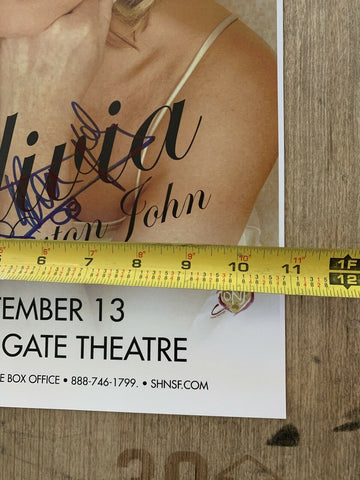 livia
ton John
5 6 7 8 9 10 11 1F 12
TEMBER 13
GATE THEATRE
E BOX OFFICE • 888-746-1799. • SHNSF.COM